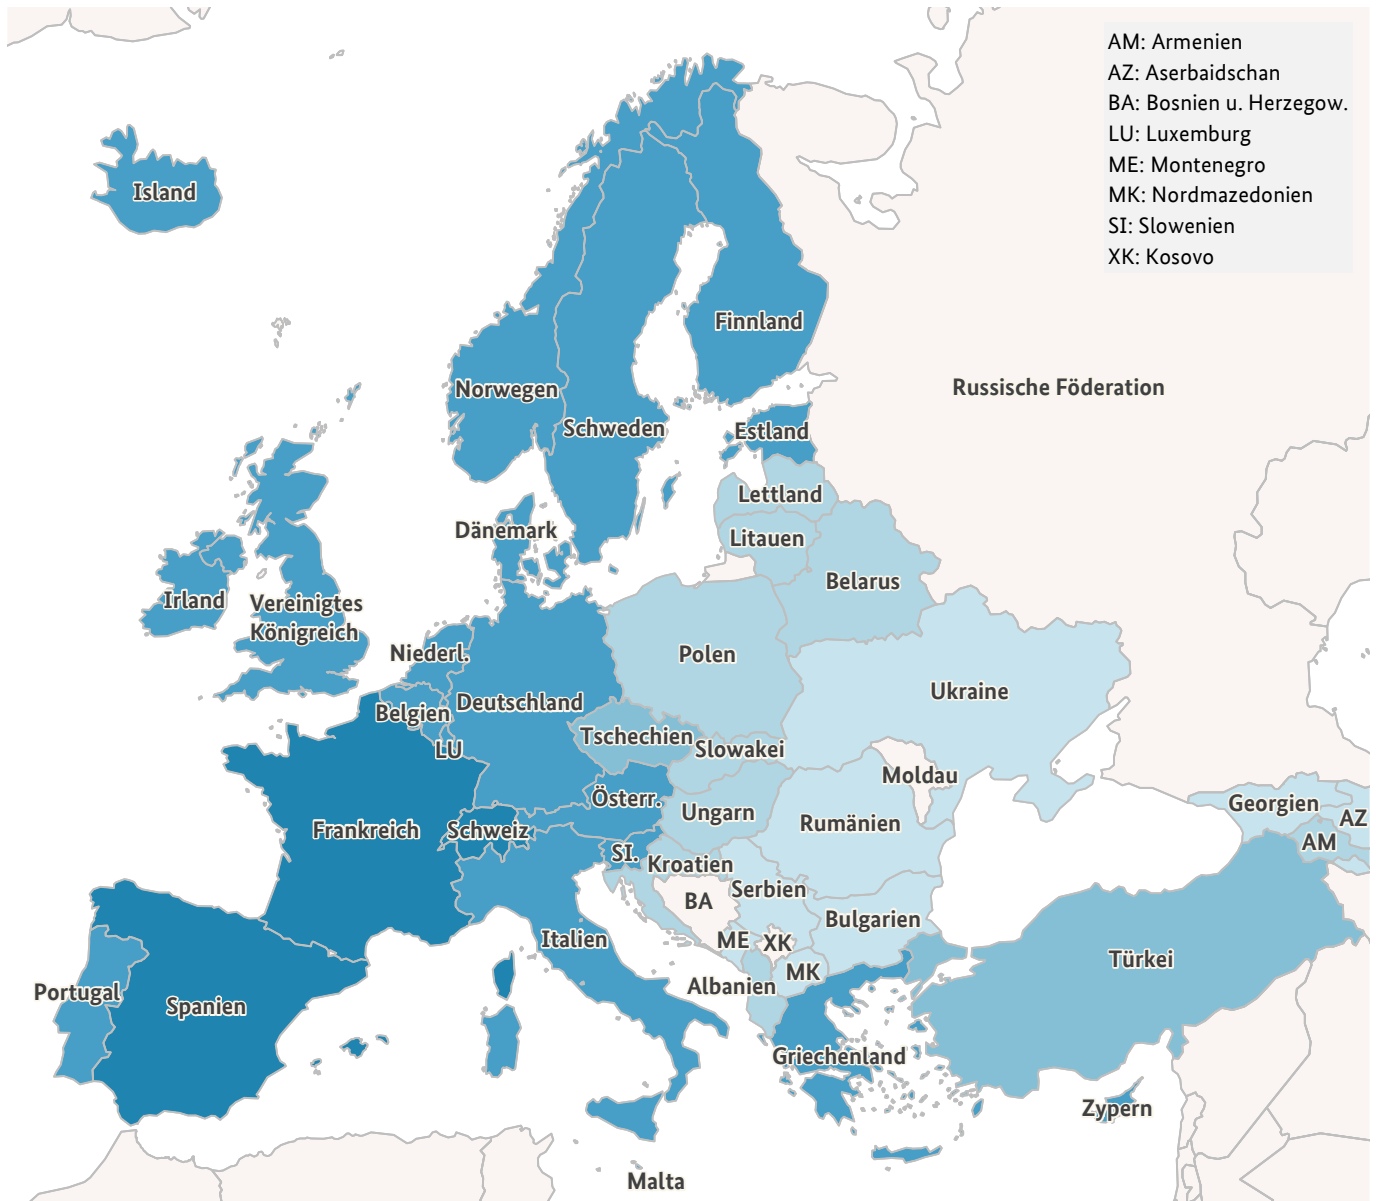 AM: Armenien
AZ: Aserbaidschan
BA: Bosnien u. Herzegow.
LU: Luxemburg
ME: Montenegro
MK: Nordmazedonien
SI: Slowenien
XK: Kosovo
Island
Finnland
Norwegen
Russische Föderation
Schweden
Estland
Lettland
Dänemark
Litauen
Belarus
Irland
Vereinigtes
Königreich
Niederl.
Polen
Ukraine
Deutschland
Belgien
Tschechien
LU
Slowakei
Moldau
Österr.
Georgien
Ungarn
AZ
Frankreich
Schweiz
Rumänien
AM
SI.
Kroatien
Serbien
BA
Bulgarien
Italien
ME
XK
Türkei
MK
Albanien
Portugal
Spanien
Griechenland
Zypern
Malta